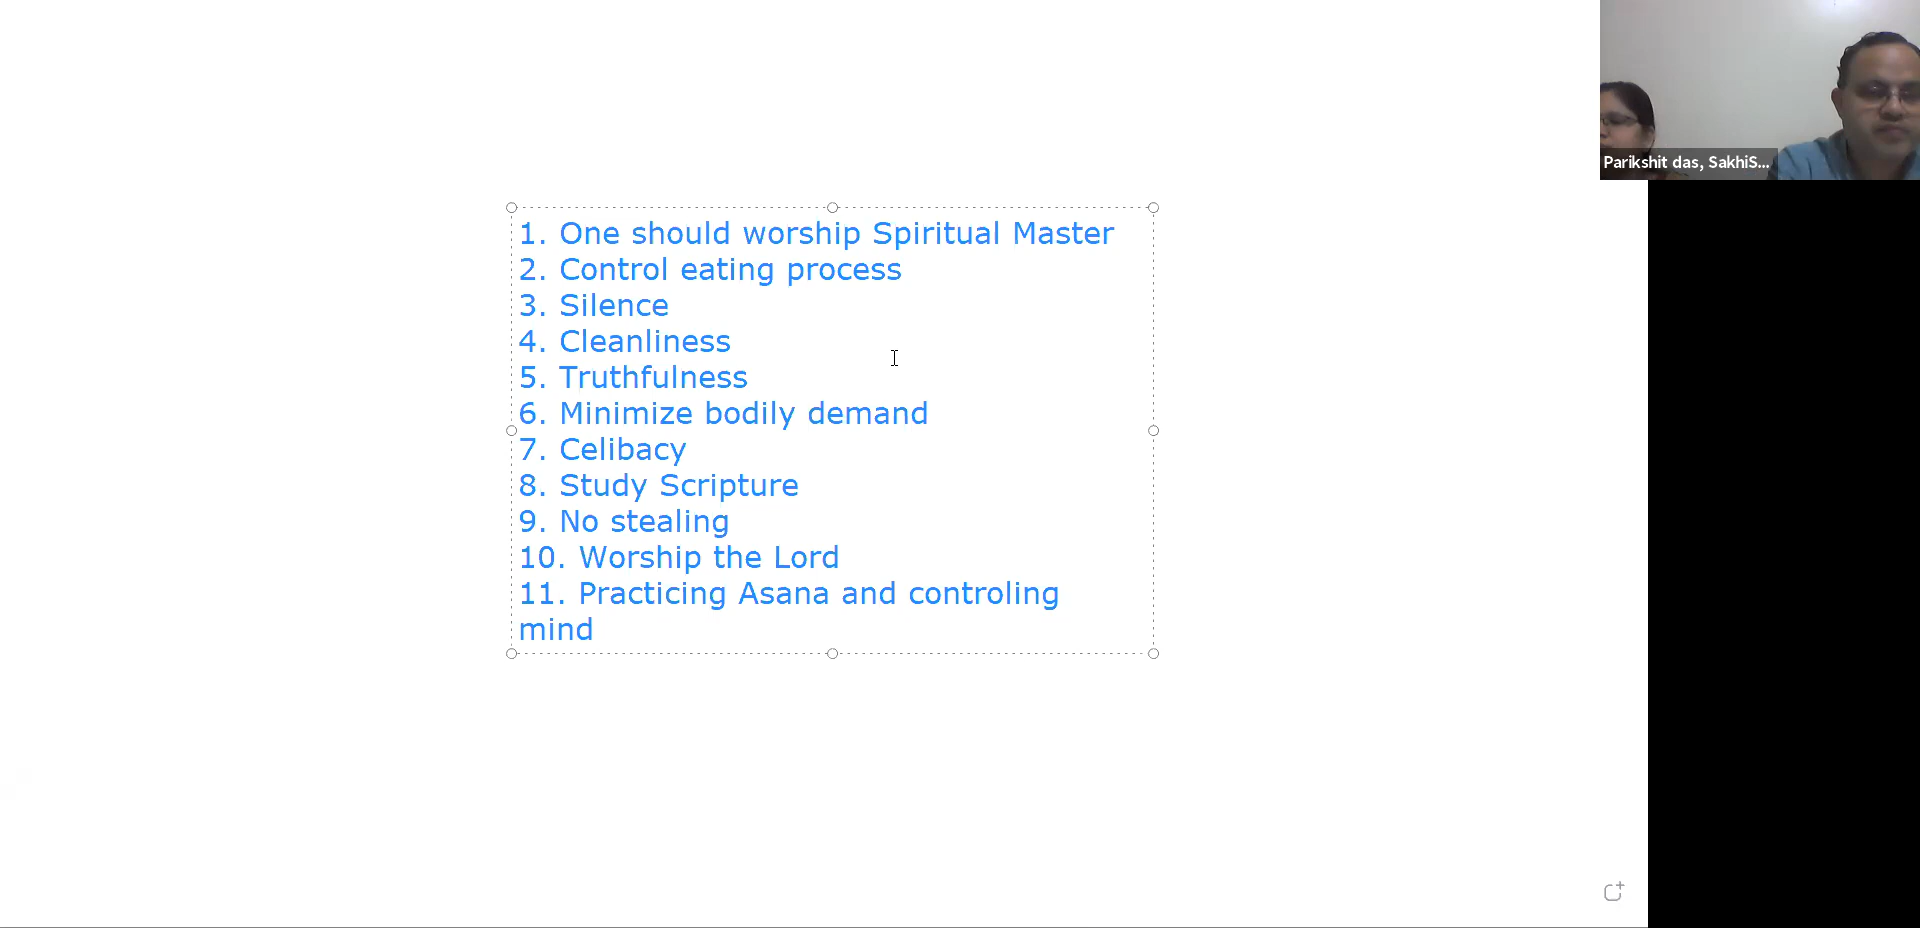 Parikshit das, SakhiS...
1. One should worship Spiritual Master
2. Control eating process
3. Silence
4. Cleanliness
5. Truthfulness
6. Minimize bodily demand
7. Celibacy
8. Study Scripture
9. No stealing
10. Worship the Lord
11. Practicing Asana and controling
mind